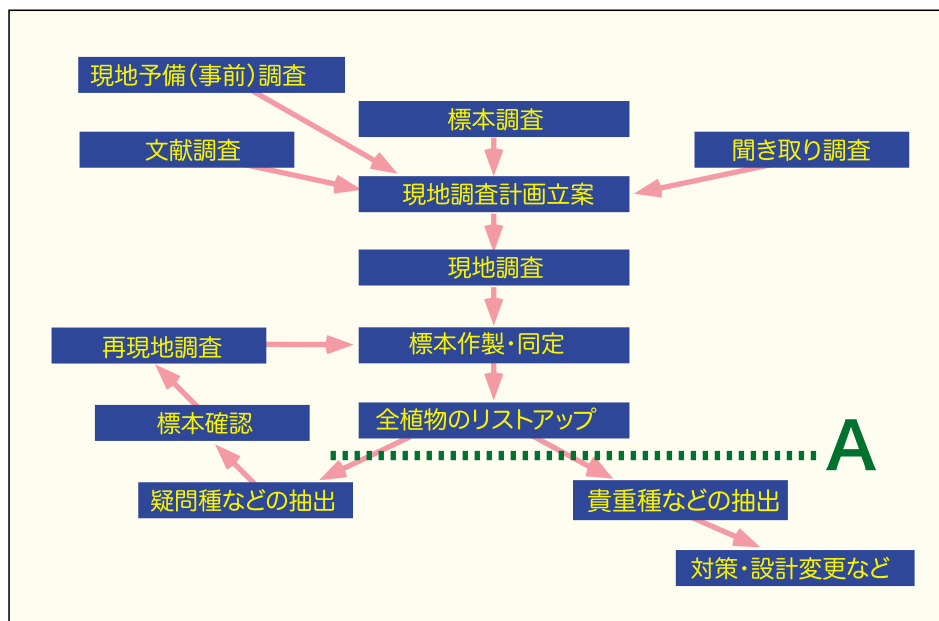 現地予備(事前)調査
標本調査
文献調査
聞き取り調査
現地調査計画立案
現地調査
再現地調査
標本作製・同定
標本確認
全植物のリストアップ
A
疑問種などの抽出
貴重種などの抽出
対策・設計変更など